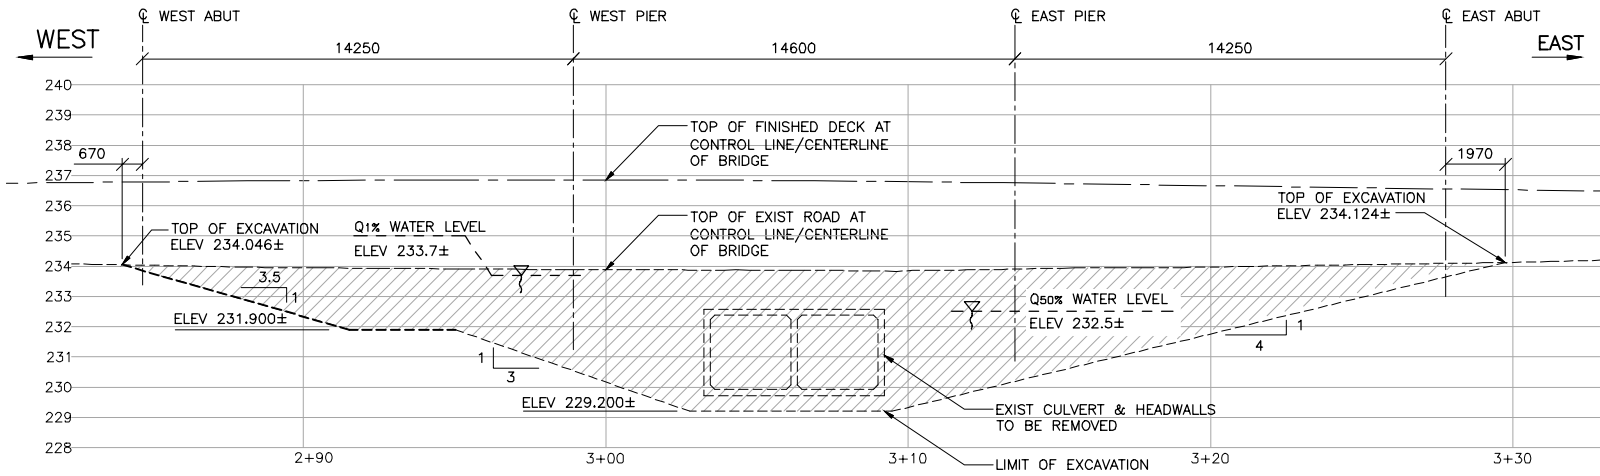 ℄ WEST ABUT
℄ WEST PIER
℄ EAST PIER
℄ EAST ABUT
WEST
EAST
14250
14600
14250
240
239
238
237
236
235
234
233
232
231
230
229
228
670
1970
TOP OF FINISHED DECK AT
CONTROL LINE/CENTERLINE
OF BRIDGE
TOP OF EXCAVATION
ELEV 234.046±
Q1% WATER LEVEL
ELEV 233.7±
TOP OF EXIST ROAD AT
CONTROL LINE/CENTERLINE
OF BRIDGE
TOP OF EXCAVATION
ELEV 234.124±
3.5
1
ELEV 231.900±
1
3
Q50% WATER LEVEL
ELEV 232.5±
1
4
ELEV 229.200±
EXIST CULVERT & HEADWALLS
TO BE REMOVED
LIMIT OF EXCAVATION
2+90
3+00
3+10
3+20
3+30